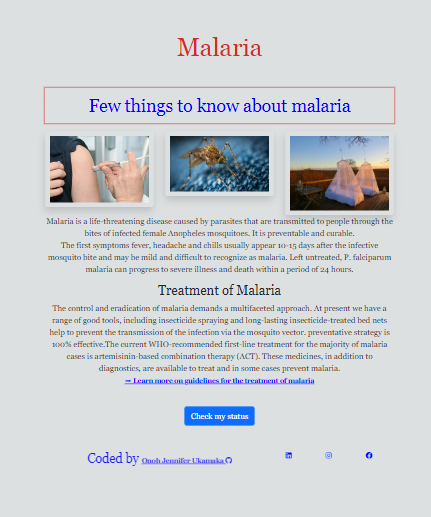 Malaria
Few things to know about malaria
Malaria is a life-threatening disease caused by parasites that are transmitted to people through the
bites of infected female Anopheles mosquitoes. It is preventable and curable.
The first symptoms fever, headache and chills usually appear 10-15 days after the infective
mosquito bite and may be mild and difficult to recognize as malaria. Left untreated, P. falciparum
malaria can progress to severe illness and death within a period of 24 hours.
Treatment of Malaria
The control and eradication of malaria demands a multifaceted approach. At present we have a
range of good tools, including insecticide spraying and long-lasting insecticide-treated bed nets
help to prevent the transmission of the infection via the mosquito vector. preventative strategy is
100% effective.The current WHO-recommended first-line treatment for the majority of malaria
cases is artemisinin-based combination therapy (ACT). These medicines, in addition to
diagnostics, are available to treat and in some cases prevent malaria.
→ Learn more on guidelines for the treatment of malaria
Check my status
Coded by Onoh Jennifer Ukamaka